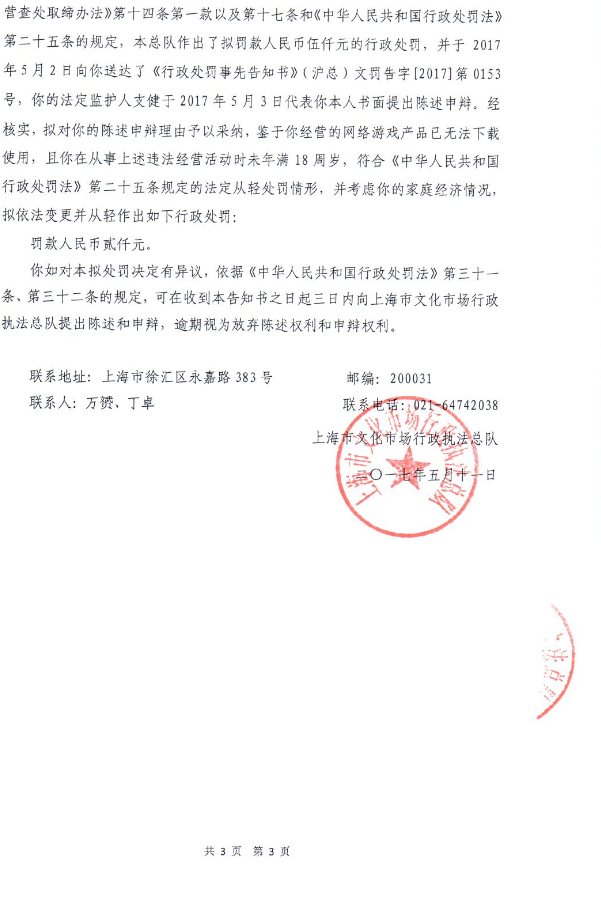 营查处取缔办法》第十四条第一款以及第十七条和《中华人民共和国行政处罚法》
第二十五条的规定，本总队作出了拟罚款人民币伍仟元的行政处罚，并于 2017
年 5 月 2 日向你送达了《行政处罚事先告知书》（沪总）文罚告字[2017]第 0153
号，你的法定监护人支健于 2017 年 5 月 3 日代表你本人书面提出陈述申辩。经
核实，拟对你的陈述申辩理由予以采纳，鉴于你经营的网络游戏产品已无法下载
使用，且你在从事上述违法经营活动时未年满 18 周岁，符合《中华人民共和国
行政处罚法》第二十五条规定的法定从轻处罚情形，并考虑你的家庭经济情况，
拟依法变更并从轻作出如下行政处罚：
罚款人民币贰仟元。
你如对本拟处罚决定有异议，依据《中华人民共和国行政处罚法》第三十一
条、第三十二条的规定，可在收到本告知书之日起三日内向上海市文化市场行政
执法总队提出陈述和申辩，逾期视为放弃陈述权利和申辩权利。
联系地址：上海市徐汇区永嘉路 383 号 邮编：200031
联系人：万赟、丁卓 联系电话：021-64742038
上海市文化市场行政执法总队
二〇一七年五月十一日
上海市文化市场行政执法总队
法总队
共 3 页 第 3 页